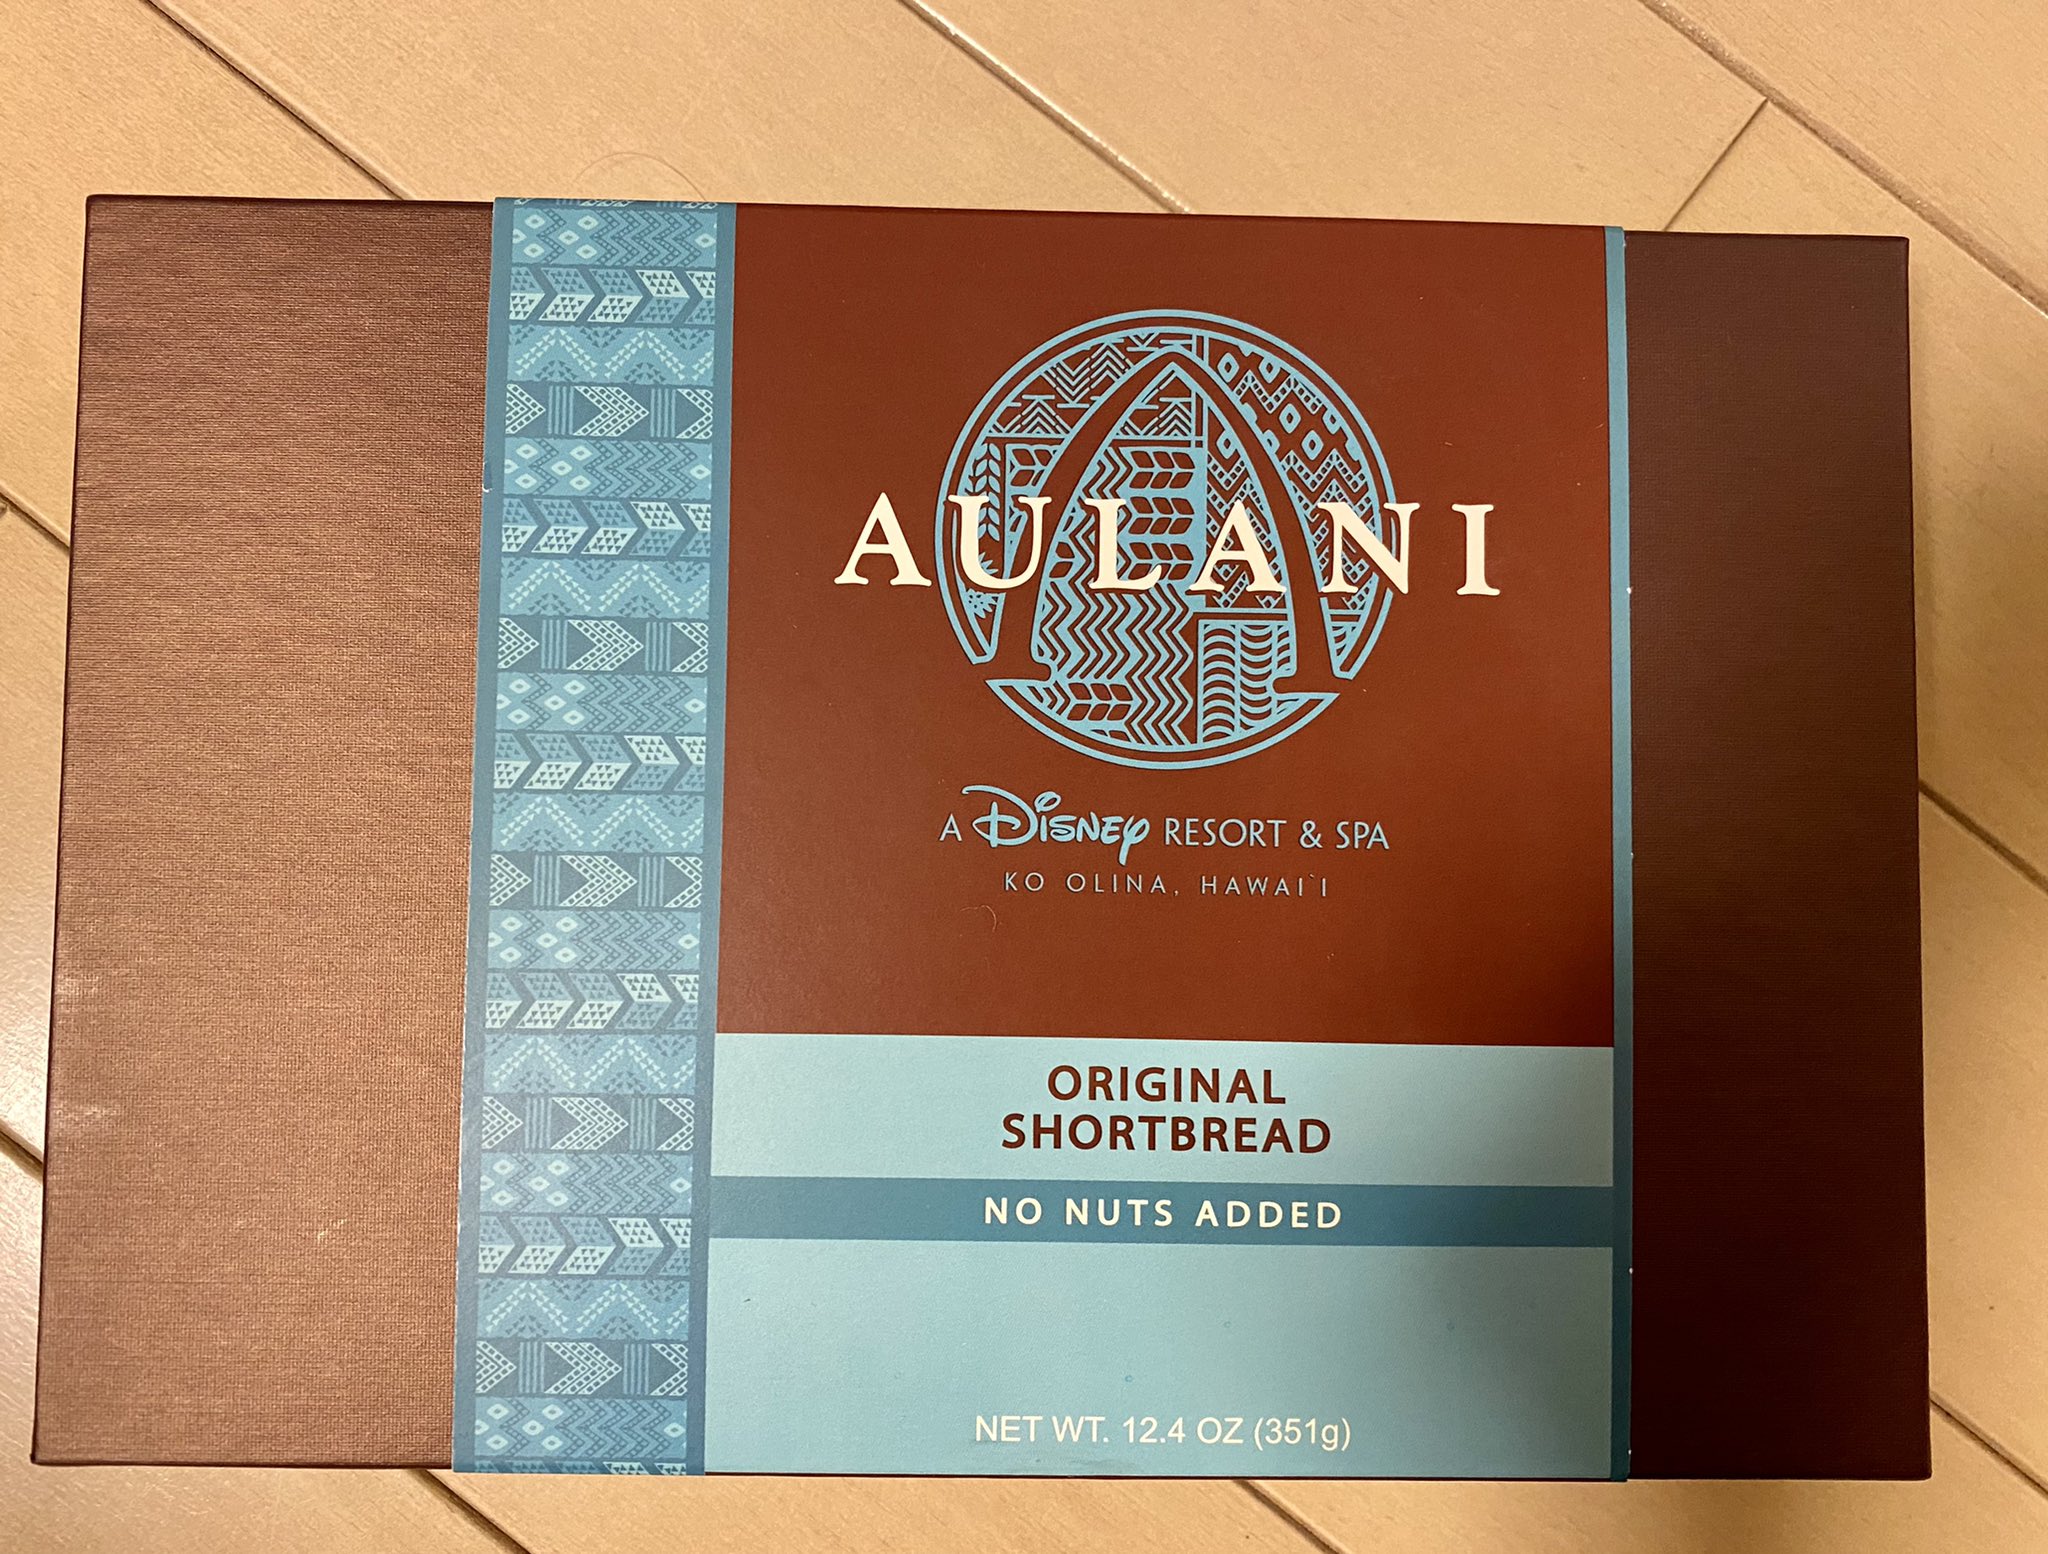 AULANI
A Disney RESORT & SPA
KO OLINA, HAWAI`I
ORIGINAL
SHORTBREAD
NO NUTS ADDED
NET WT. 12.4 OZ (351g)